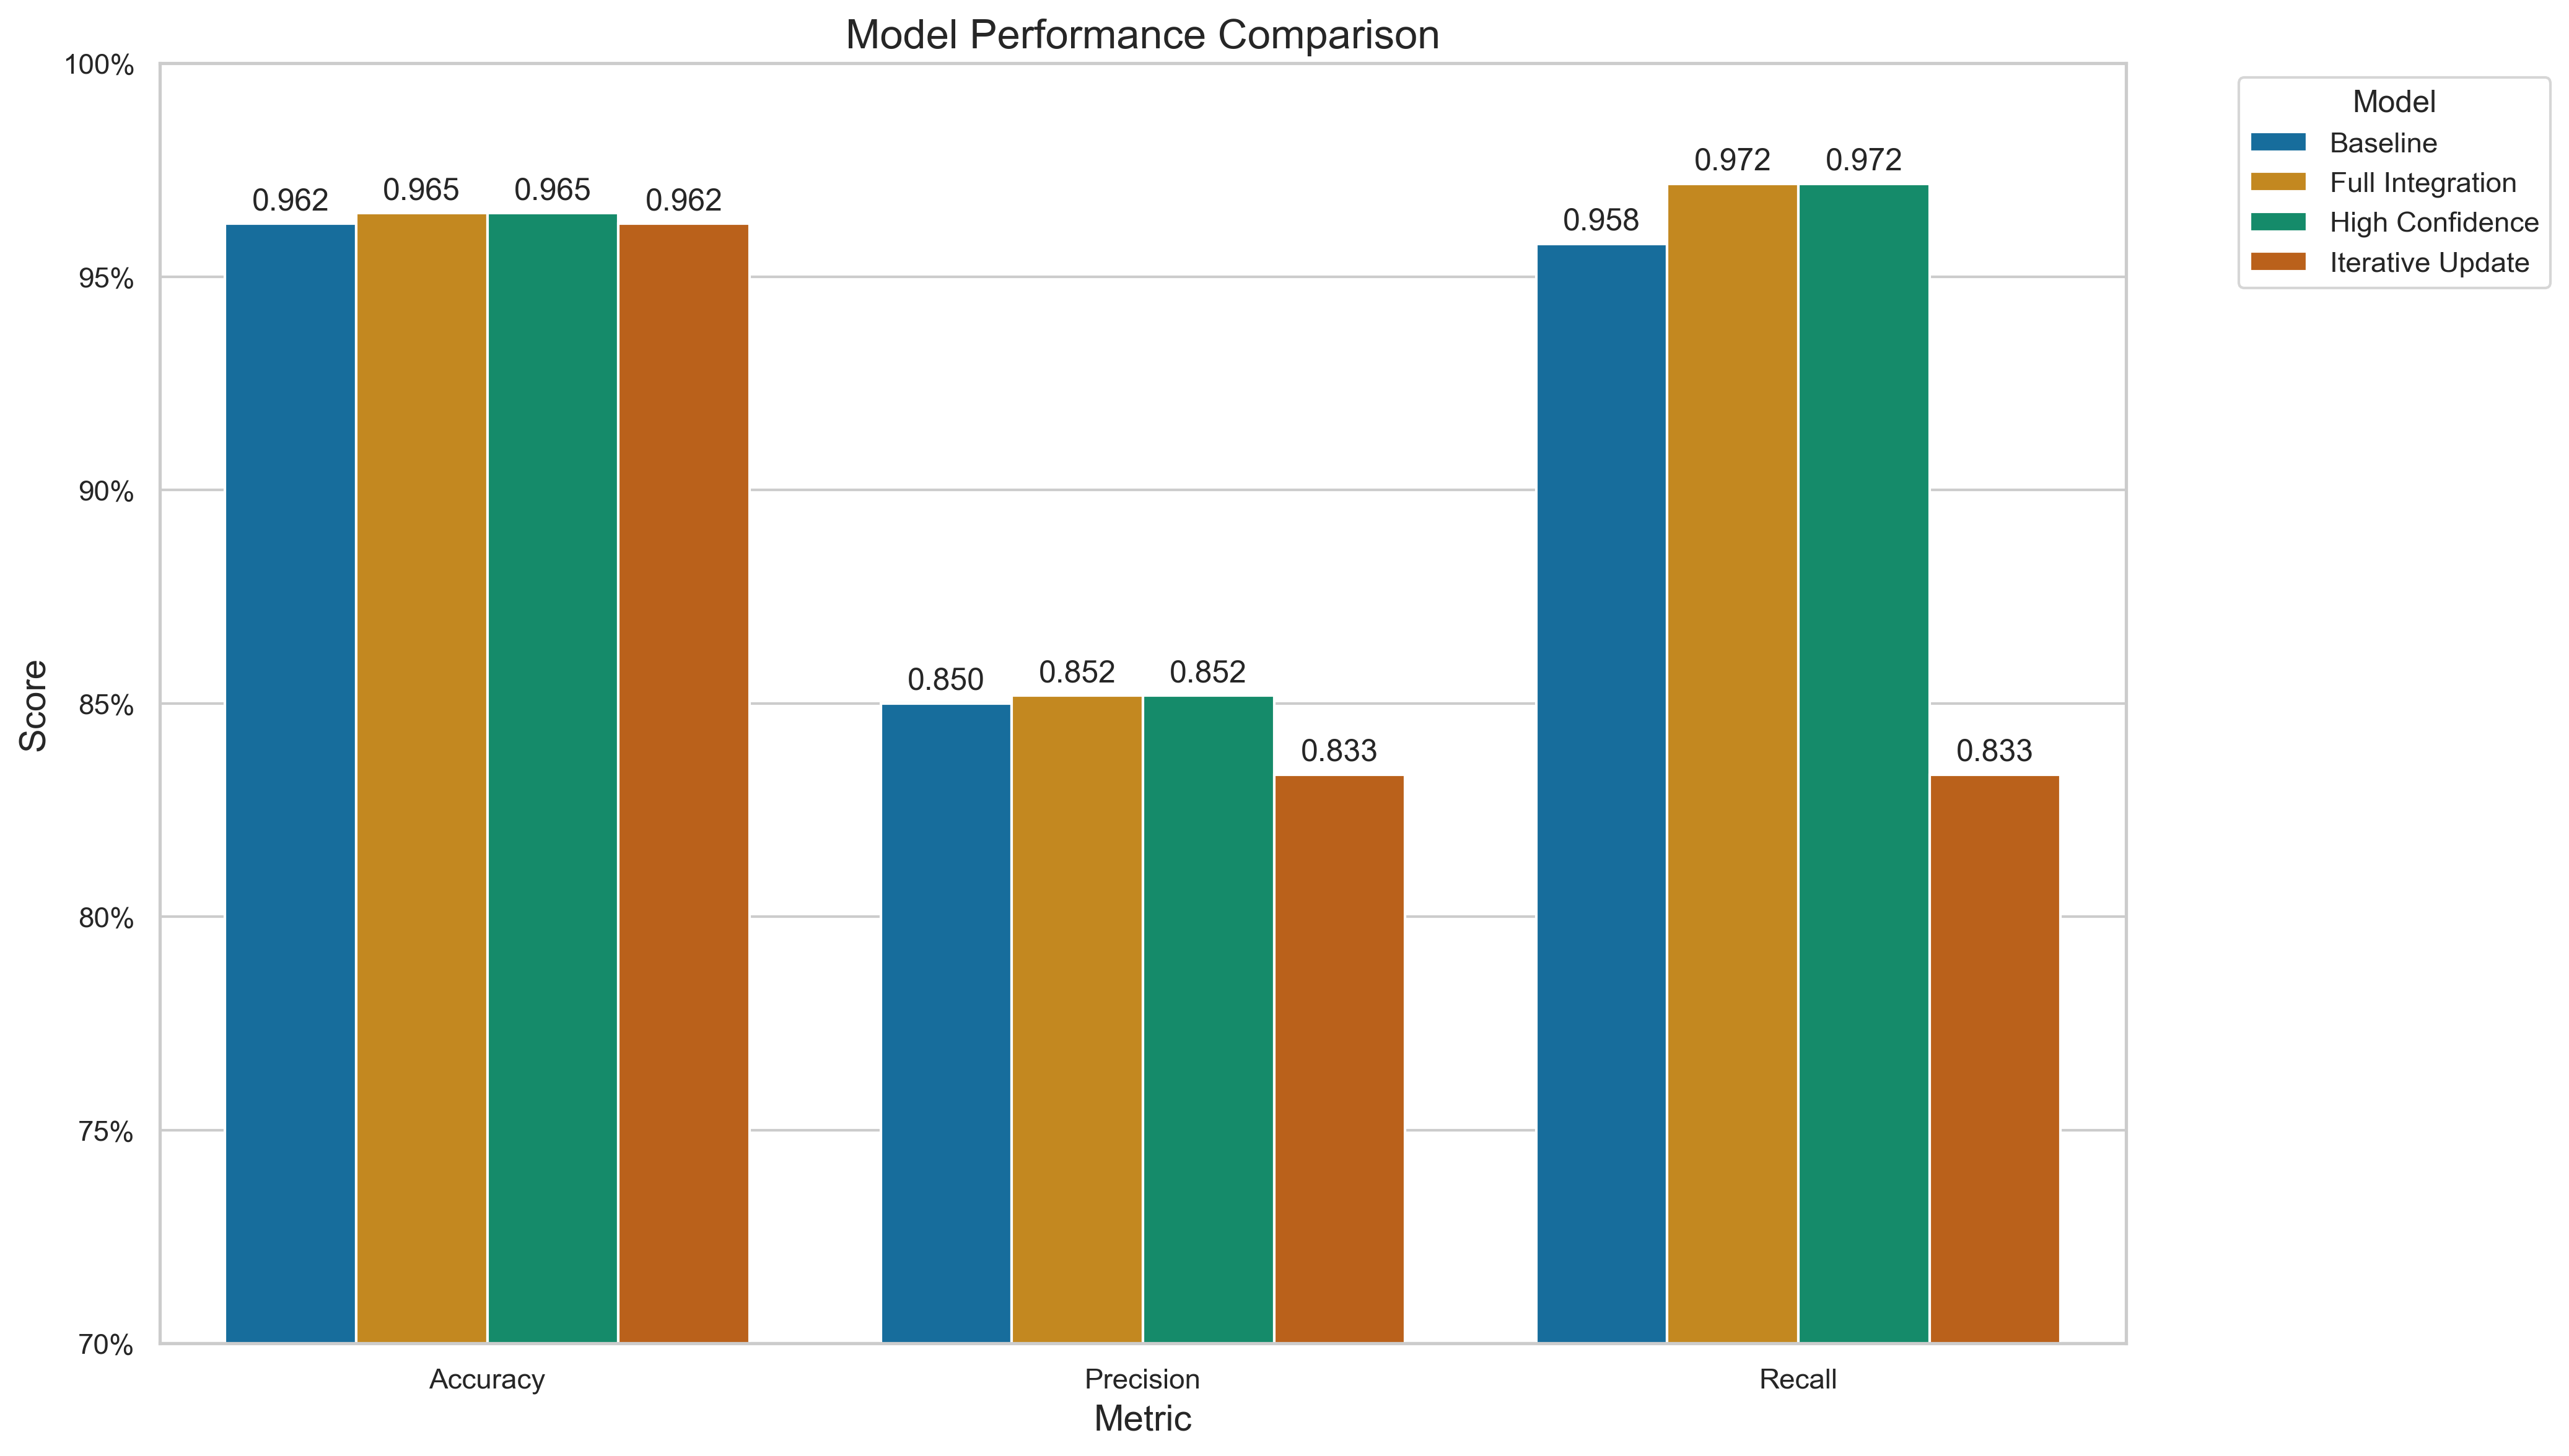 Model Performance Comparison
100%
95%
90%
85%
80%
75%
70%
Score
0.962
0.965
0.965
0.962
0.850
0.852
0.852
0.833
0.958
0.972
0.972
0.833
Accuracy
Precision
Recall
Metric
Model
Baseline
Full Integration
High Confidence
Iterative Update